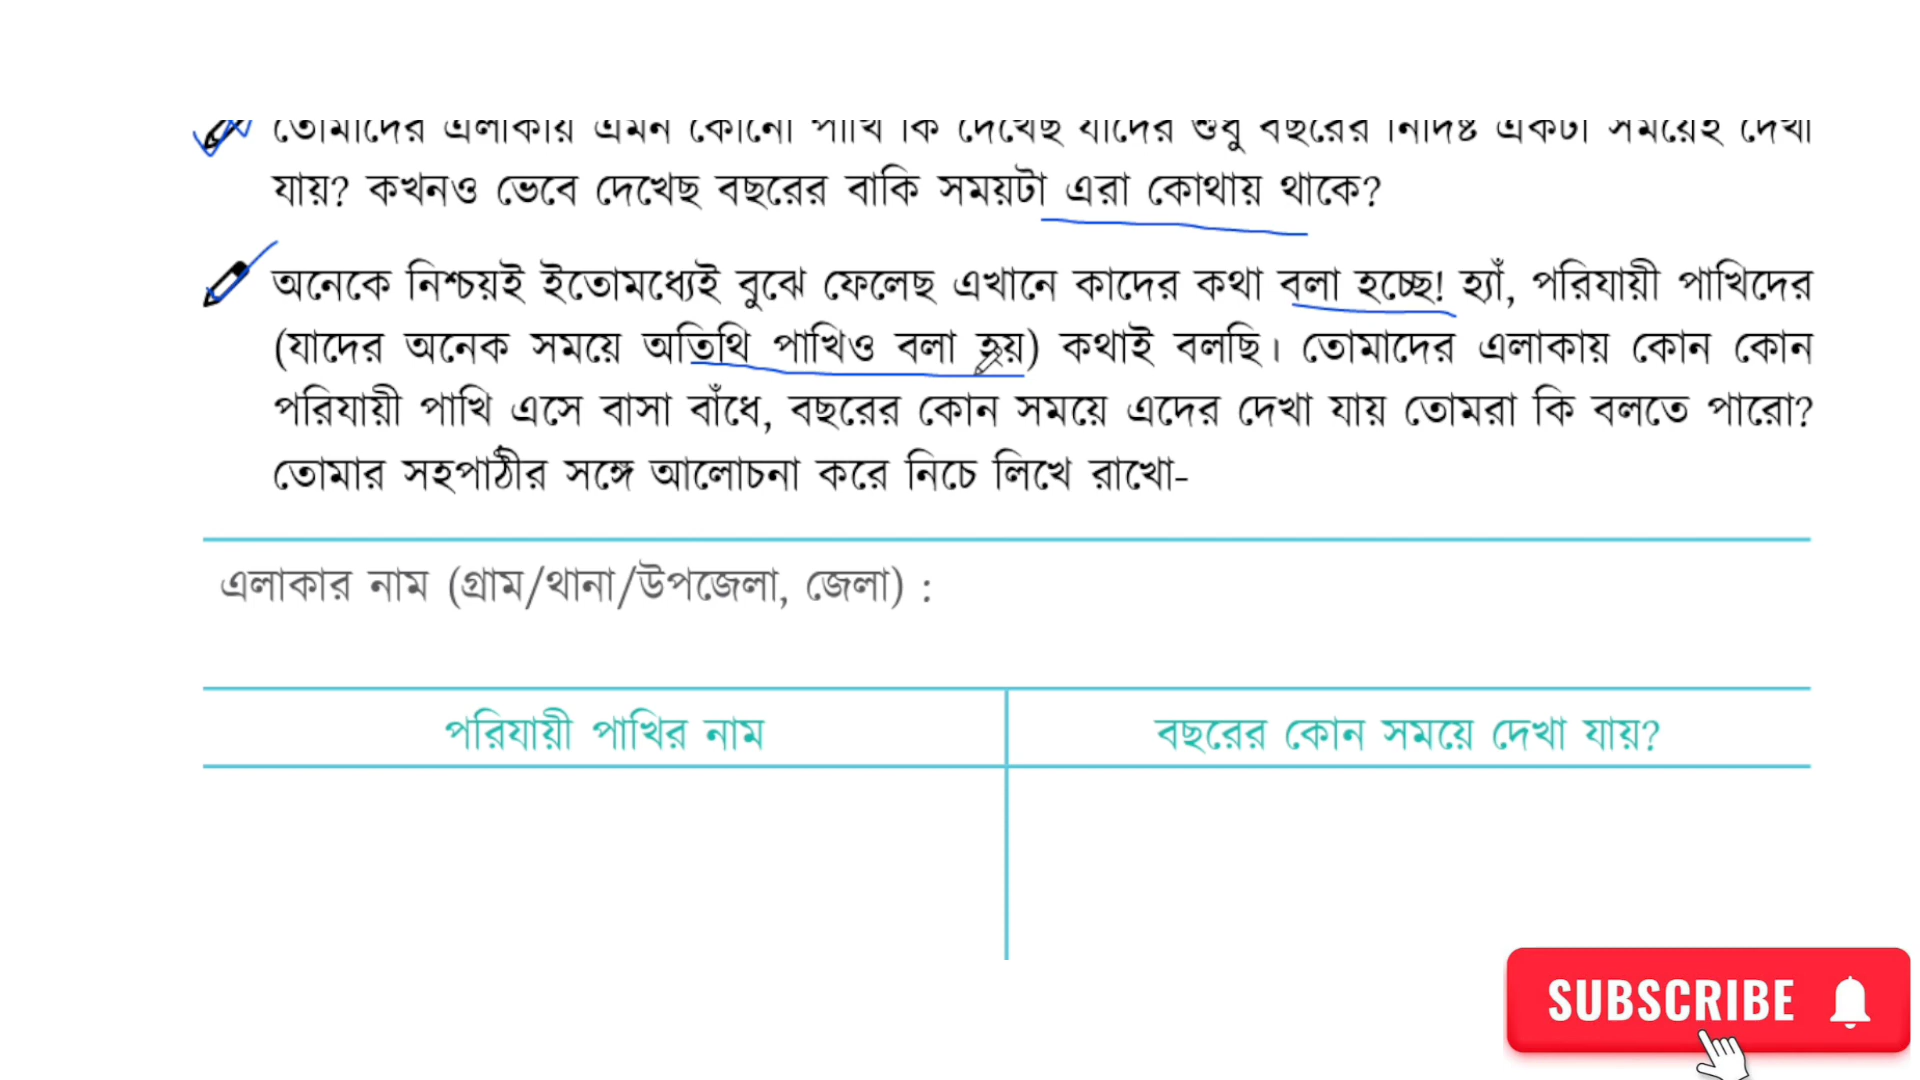 তোমাদের এলাকায় এমন কোনো পাখি কি দেখেছ যাদের শুধু বছরের নির্দিষ্ট একটা সময়েই দেখা
যায়? কখনও ভেবে দেখেছ বছরের বাকি সময়টা এরা কোথায় থাকে?
অনেকে নিশ্চয়ই ইতোমধ্যেই বুঝে ফেলেছ এখানে কাদের কথা বলা হচ্ছে! হ্যাঁ, পরিযায়ী পাখিদের
(যাদের অনেক সময়ে অতিথি পাখিও বলা হয়) কথাই বলছি। তোমাদের এলাকায় কোন কোন
পরিযায়ী পাখি এসে বাসা বাঁধে, বছরের কোন সময়ে এদের দেখা যায় তোমরা কি বলতে পারো?
তোমার সহপাঠীর সঙ্গে আলোচনা করে নিচে লিখে রাখো-
এলাকার নাম (গ্রাম/থানা/উপজেলা, জেলা) :
পরিযায়ী পাখির নাম
বছরের কোন সময়ে দেখা যায়?
SUBSCRIBE